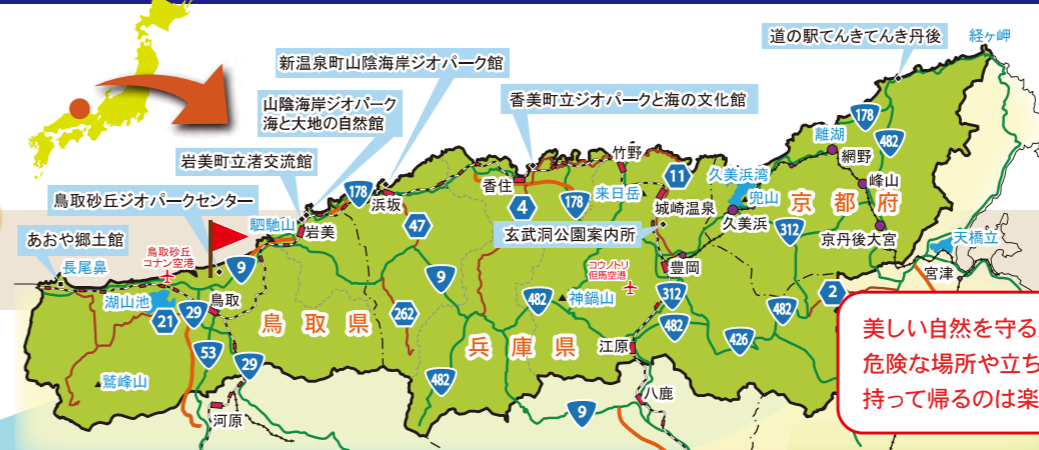 道の駅てんきてんき丹後
経ヶ岬
新温泉町山陰海岸ジオパーク館
山陰海岸ジオパーク
海と大地の自然館
香美町立ジオパークと海の文化館
岩美町立渚交流館
鳥取砂丘ジオパークセンター
あおや郷土館
長尾鼻
鳥取砂丘
コナン空港
駟馳山
岩美
178
浜坂
香住
4
178
竹野
来日岳
11
城崎温泉
玄武洞公園案内所
久美浜湾
兜山
久美浜
離湖
網野
178
482
峰山
京都府
312
京丹後大宮
天橋立
宮津
湖山池
鳥取
9
21
29
53
29
鷲峰山
河原
鳥取県
47
9
262
482
482
兵庫県
コウノトリ
但馬空港
神鍋山
豊岡
312
482
江原
426
482
2
八鹿
9
美しい自然を守る
危険な場所や立ち
持って帰るのは楽